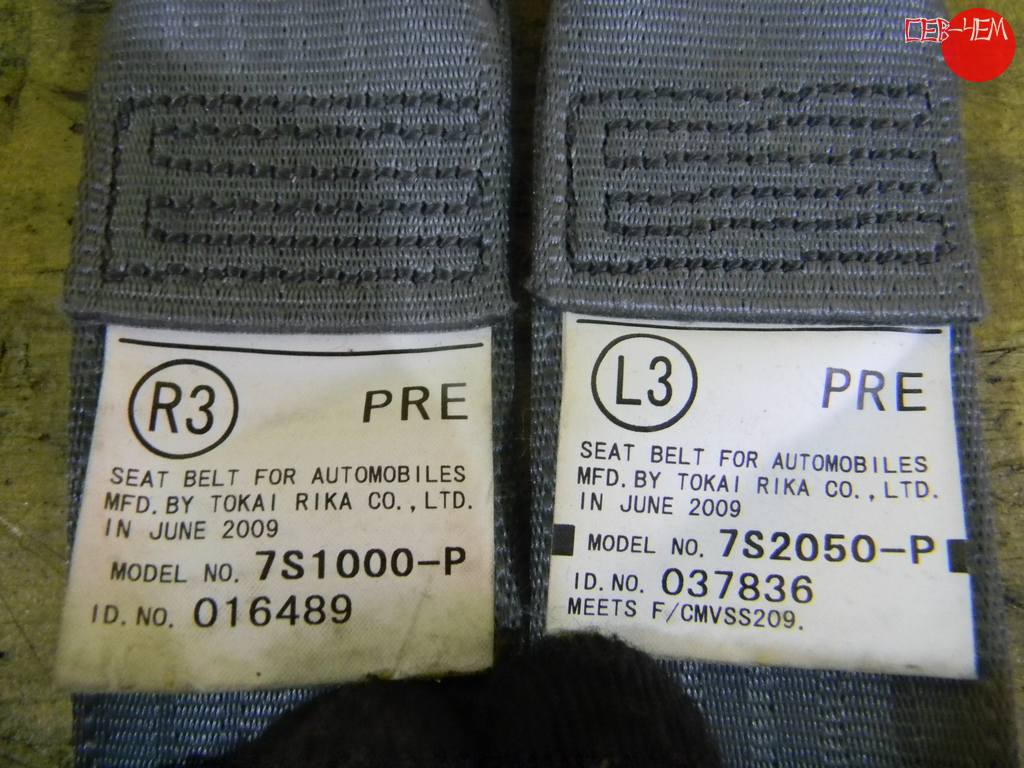 R3 PRE
SEAT BELT FOR AUTOMOBILES
MFD. BY TOKAI RIKA CO., LTD.
IN JUNE 2009
MODEL NO. 7S1000-P
ID. NO. 016489
L3 PRE
SEAT BELT FOR AUTOMOBILES
MFD. BY TOKAI RIKA CO., LTD.
IN JUNE 2009
MODEL NO. 7S2050-P
ID. NO. 037836
MEETS F/CMVSS209.